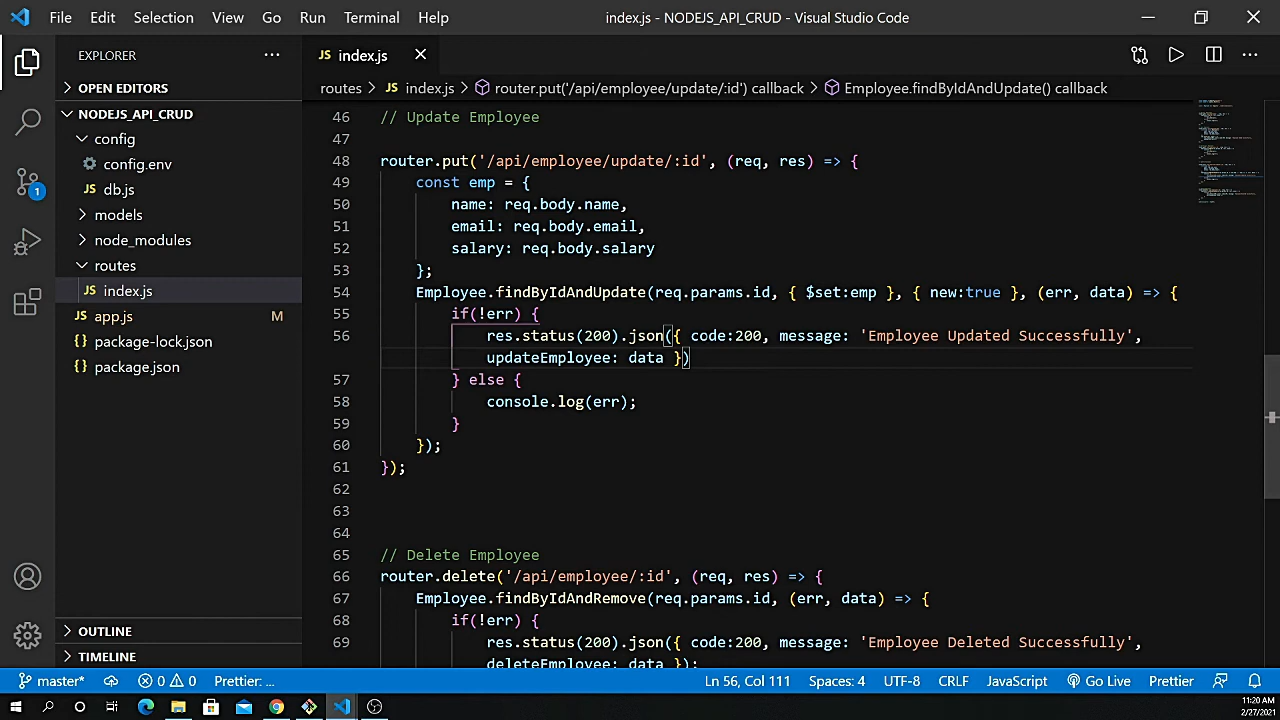 File Edit Selection View Go Run Terminal Help index.js - NODEJS_API_CRUD - Visual Studio Code
EXPLORER ...
JS index.js
OPEN EDITORS
routes > JS index.js > router.put('/api/employee/update/:id') callback > Employee.findByIdAndUpdate() callback
NODEJS_API_CRUD
config
config.env
JS db.js
models
node_modules
routes
JS index.js
JS app.js M
{} package-lock.json
{} package.json
OUTLINE
TIMELINE
1
46 // Update Employee
47
48 router.put('/api/employee/update/:id', (req, res) => {
49 const emp = {
50 name: req.body.name,
51 email: req.body.email,
52 salary: req.body.salary
53 };
54 Employee.findByIdAndUpdate(req.params.id, { $set:emp }, { new:true }, (err, data) => {
55 if(!err) {
56 res.status(200).json({ code:200, message: 'Employee Updated Successfully',
updateEmployee: data })
57 } else {
58 console.log(err);
59 }
60 });
61 });
62
63
64
65 // Delete Employee
66 router.delete('/api/employee/:id', (req, res) => {
67 Employee.findByIdAndRemove(req.params.id, (err, data) => {
68 if(!err) {
69 res.status(200).json({ code:200, message: 'Employee Deleted Successfully',
deleteEmployee: data });
master* 0 0 Prettier: ... Ln 56, Col 111 Spaces: 4 UTF-8 CRLF JavaScript Go Live Prettier
11:20 AM
2/27/2021